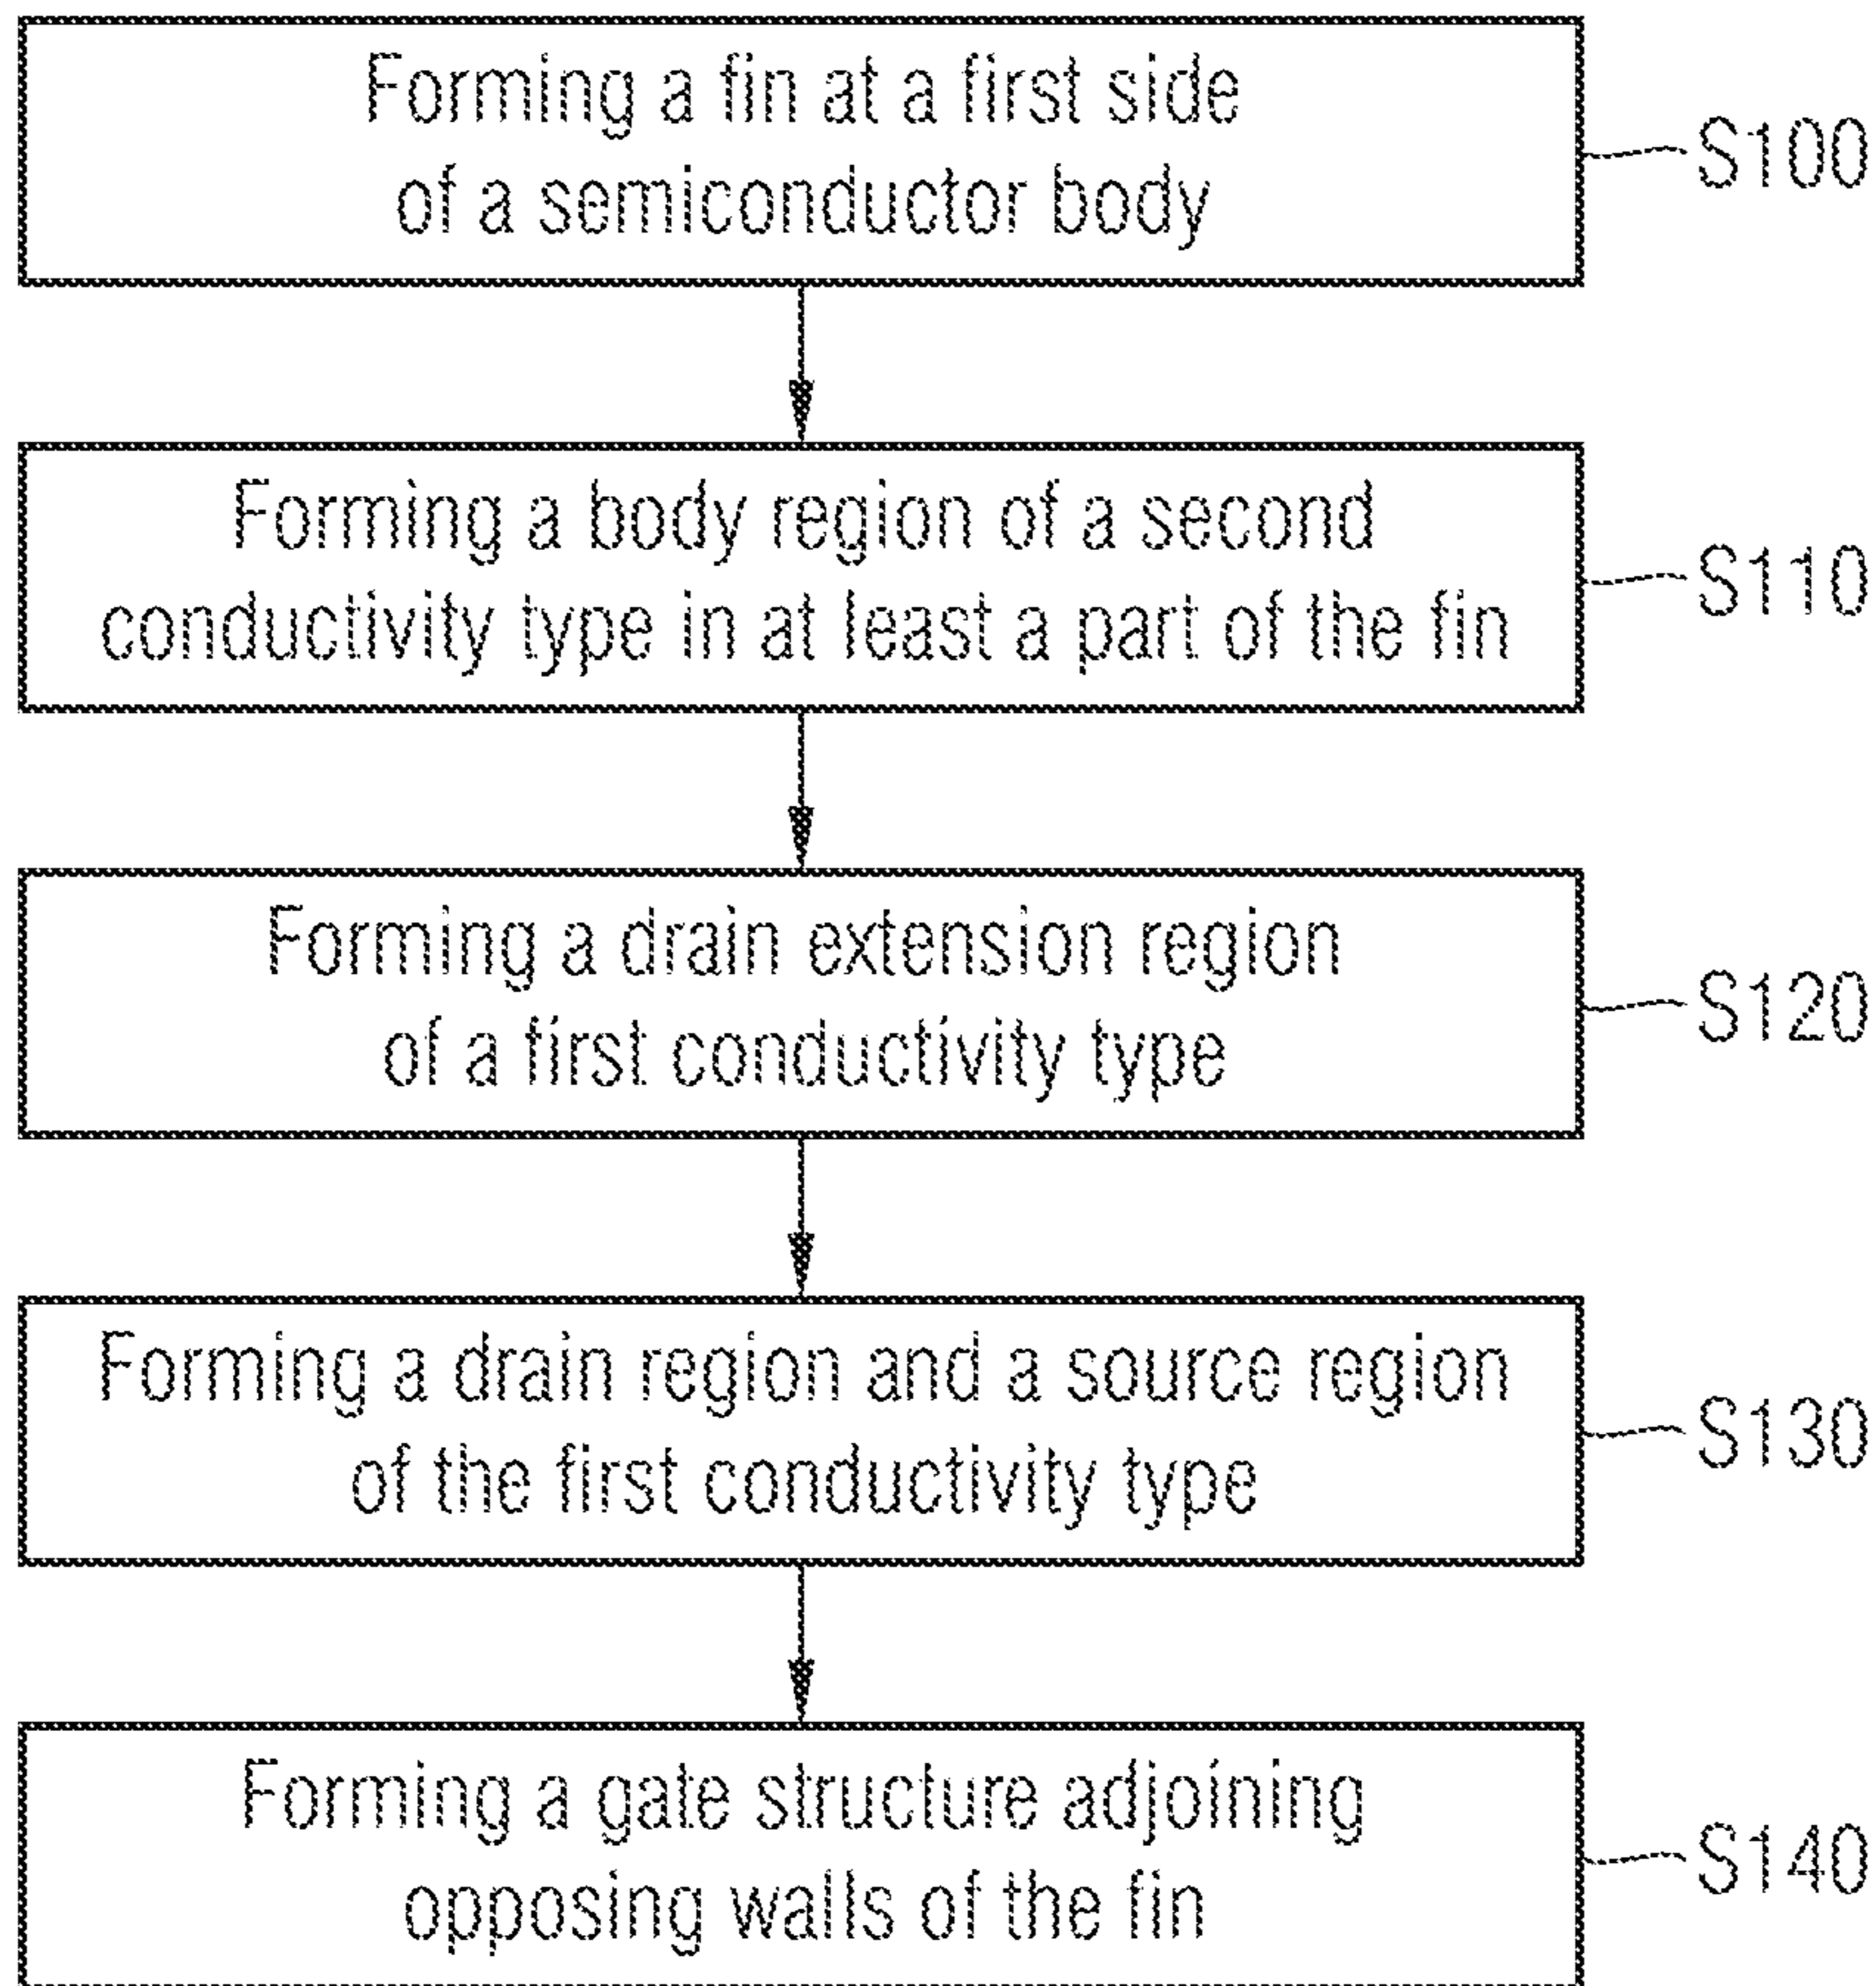 Forming a fin at a first side
of a semiconductor body
S100
Forming a body region of a second
conductivity type in at least a part of the fin
S110
Forming a drain extension region
of a first conductivity type
S120
Forming a drain region and a source region
of the first conductivity type
S130
Forming a gate structure adjoining
opposing walls of the fin
S140